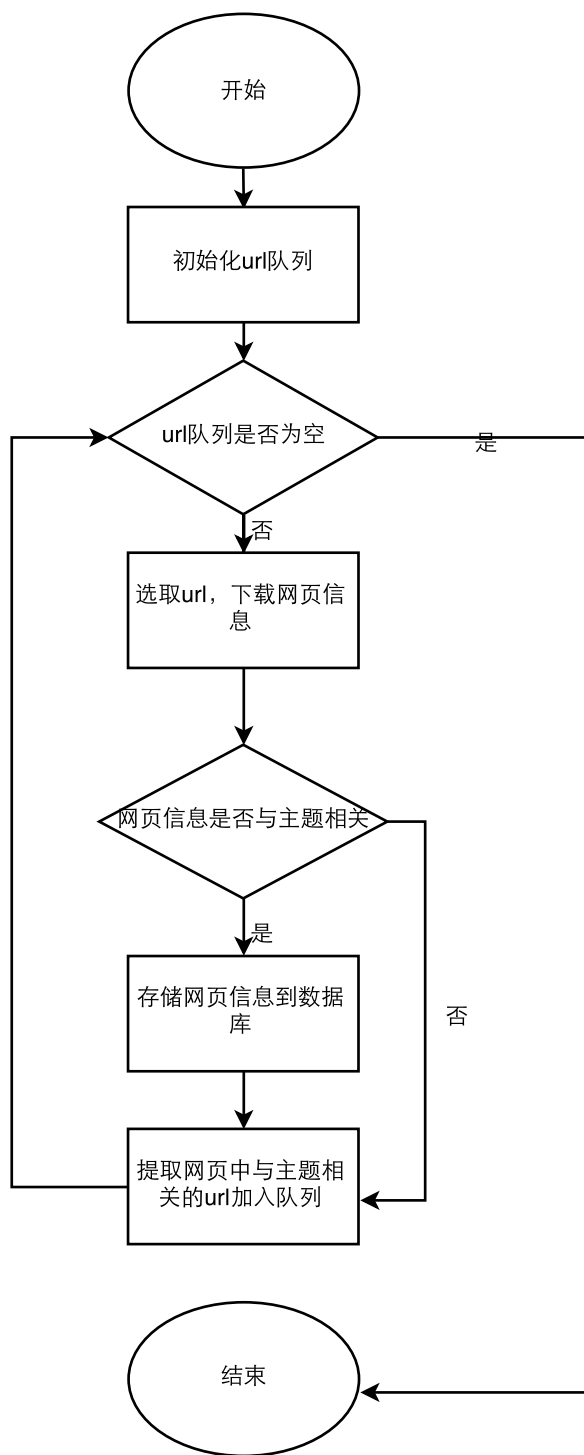 开始
初始化url队列
url队列是否为空
是
否
选取url，下载网页信
息
网页信息是否与主题相关
是
存储网页信息到数据
库
否
提取网页中与主题相
关的url加入队列
结束